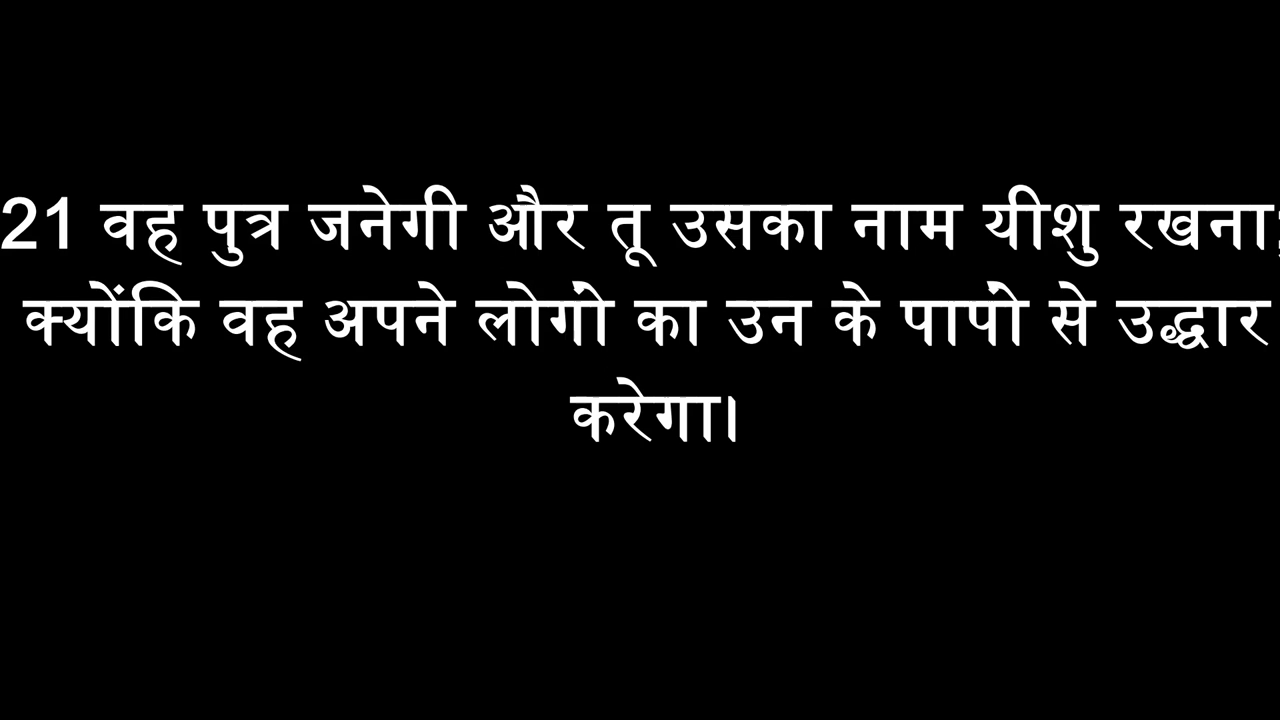 21 वह पुत्र जनेगी और तू उसका नाम यीशु रखना;
क्योंकि वह अपने लोगों का उन के पापों से उद्धार
करेगा।